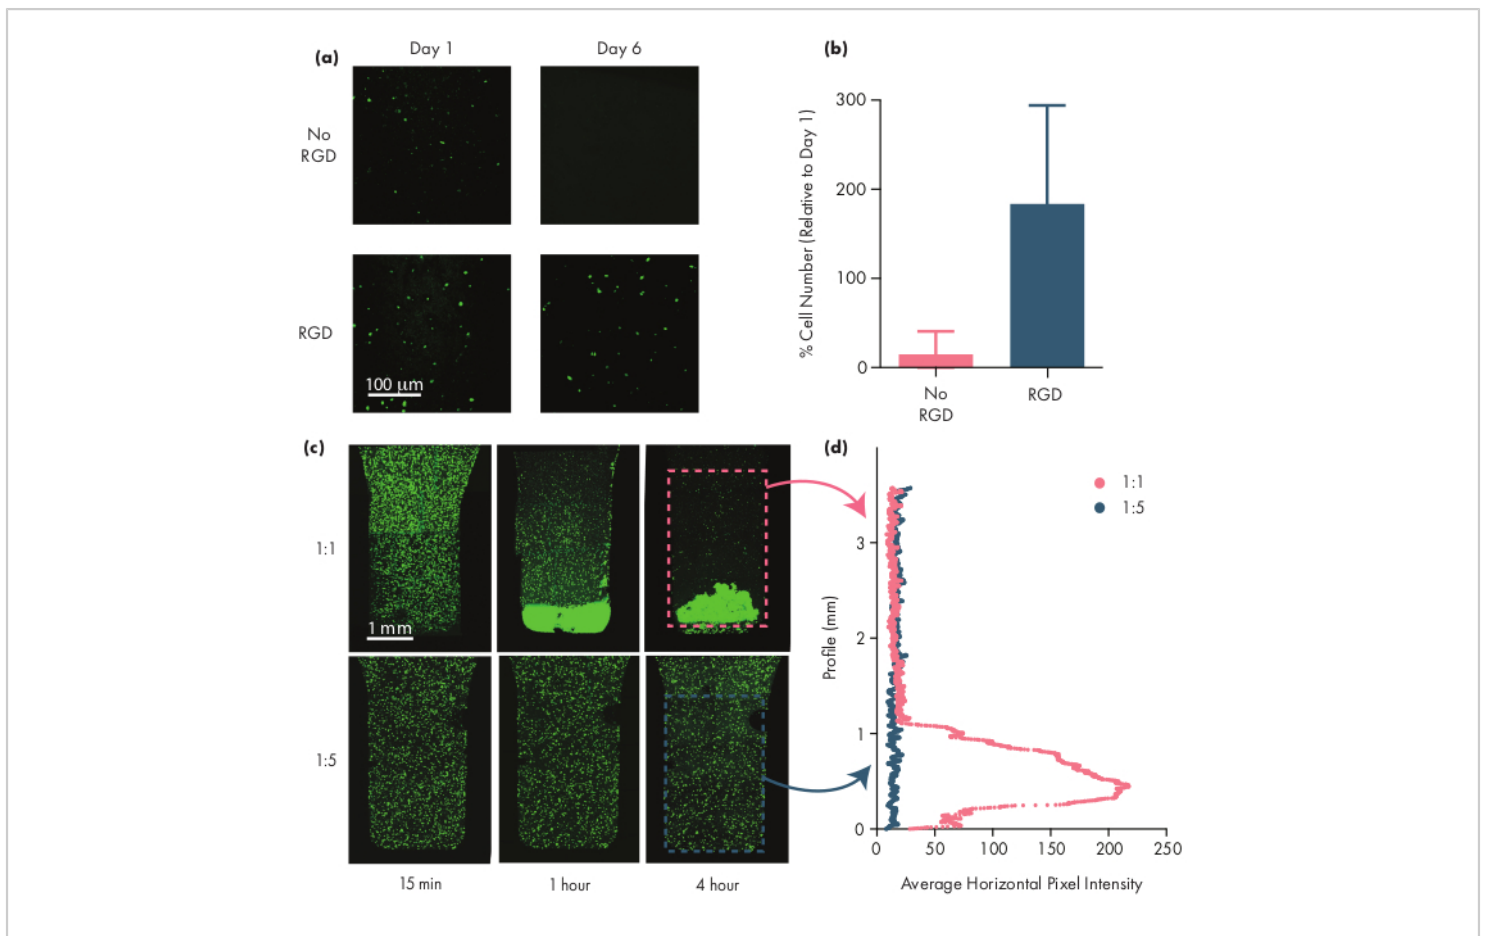 (a)
Day 1
Day 6
No
RGD
RGD
100 µm
(b)
% Cell Number (Relative to Day 1)
300
200
100
0
No
RGD
RGD
(c)
1:1
1 mm
1:5
15 min
1 hour
4 hour
(d)
1:1
1:5
Profile (mm)
3
2
1
0
0
50
100
150
200
250
Average Horizontal Pixel Intensity